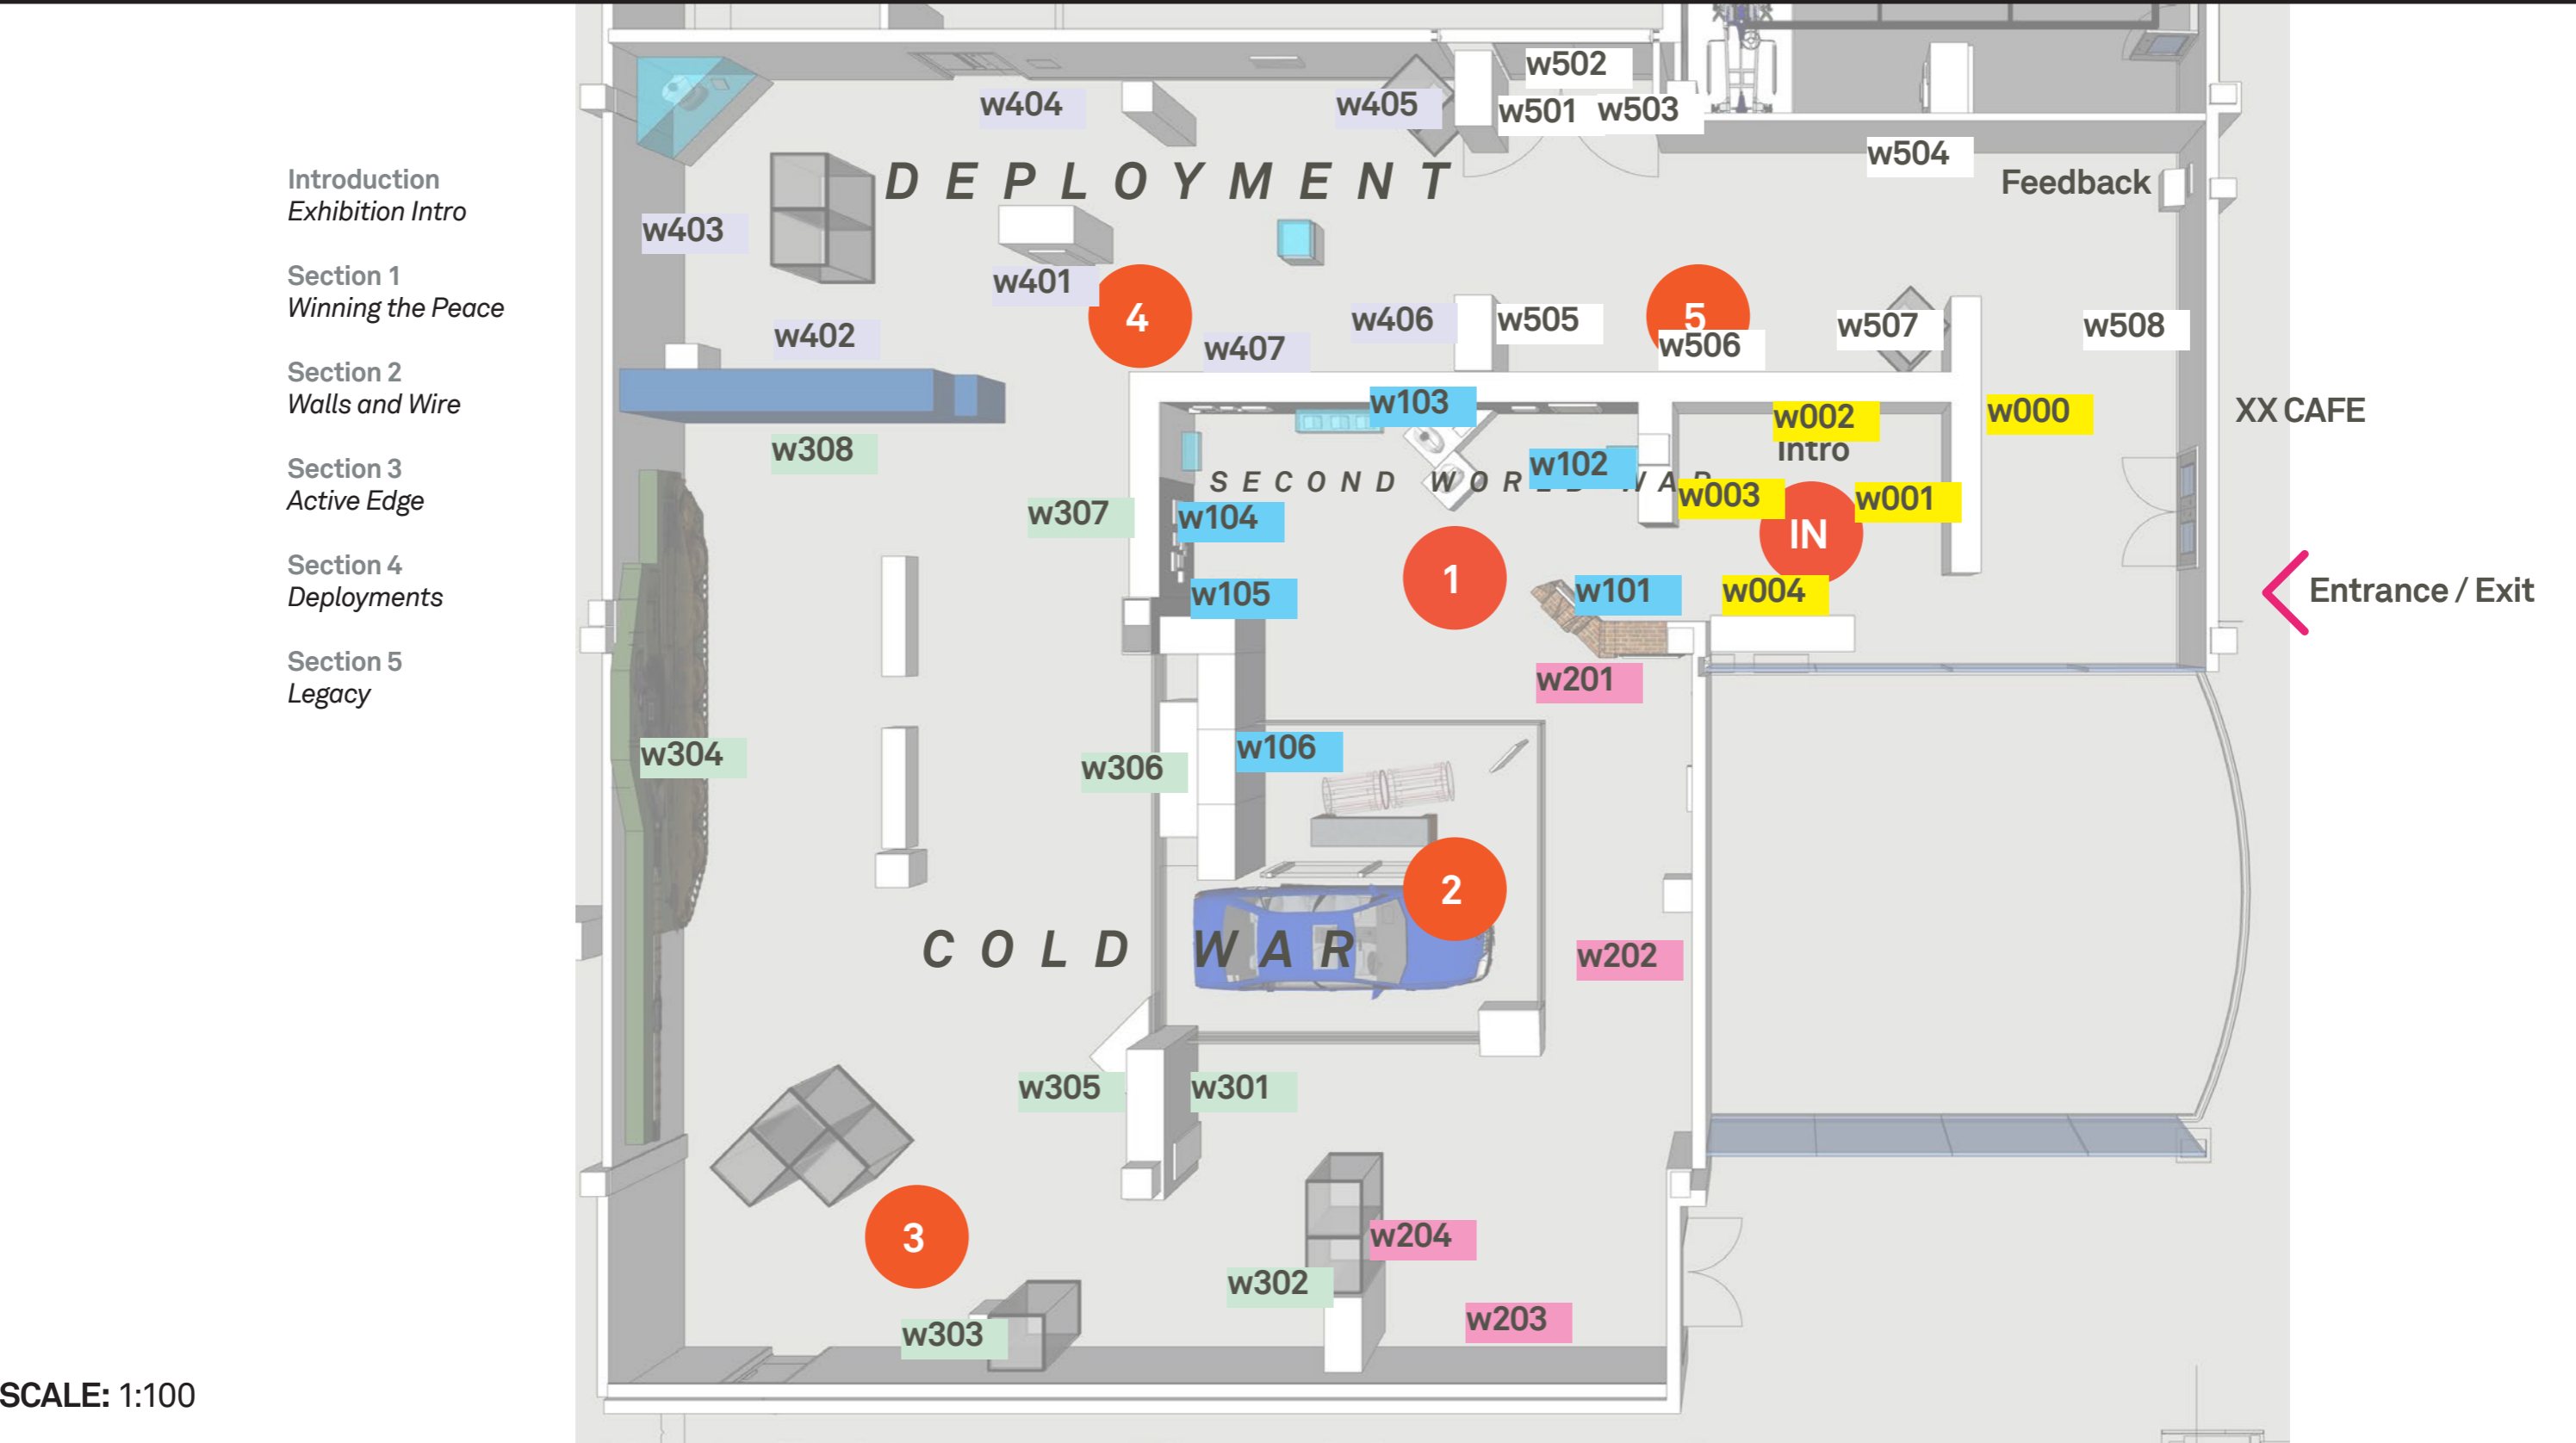 Introduction
Exhibition Intro
Section 1
Winning the Peace
Section 2
Walls and Wire
Section 3
Active Edge
Section 4
Deployments
Section 5
Legacy
SCALE: 1:100
w502
w404
w405
w501
w503
w504
DEPLOYMENT
Feedback
w403
w401
4
w406
w505
5
w507
w508
w402
w407
w506
w103
w002
w000
XX CAFE
w308
Intro
w102
SECOND WORLD WAR
w003
w001
w307
w104
IN
1
w105
w101
w004
Entrance / Exit
w201
w304
w306
w106
2
COLD WAR
w202
w305
w301
3
w204
w302
w303
w203